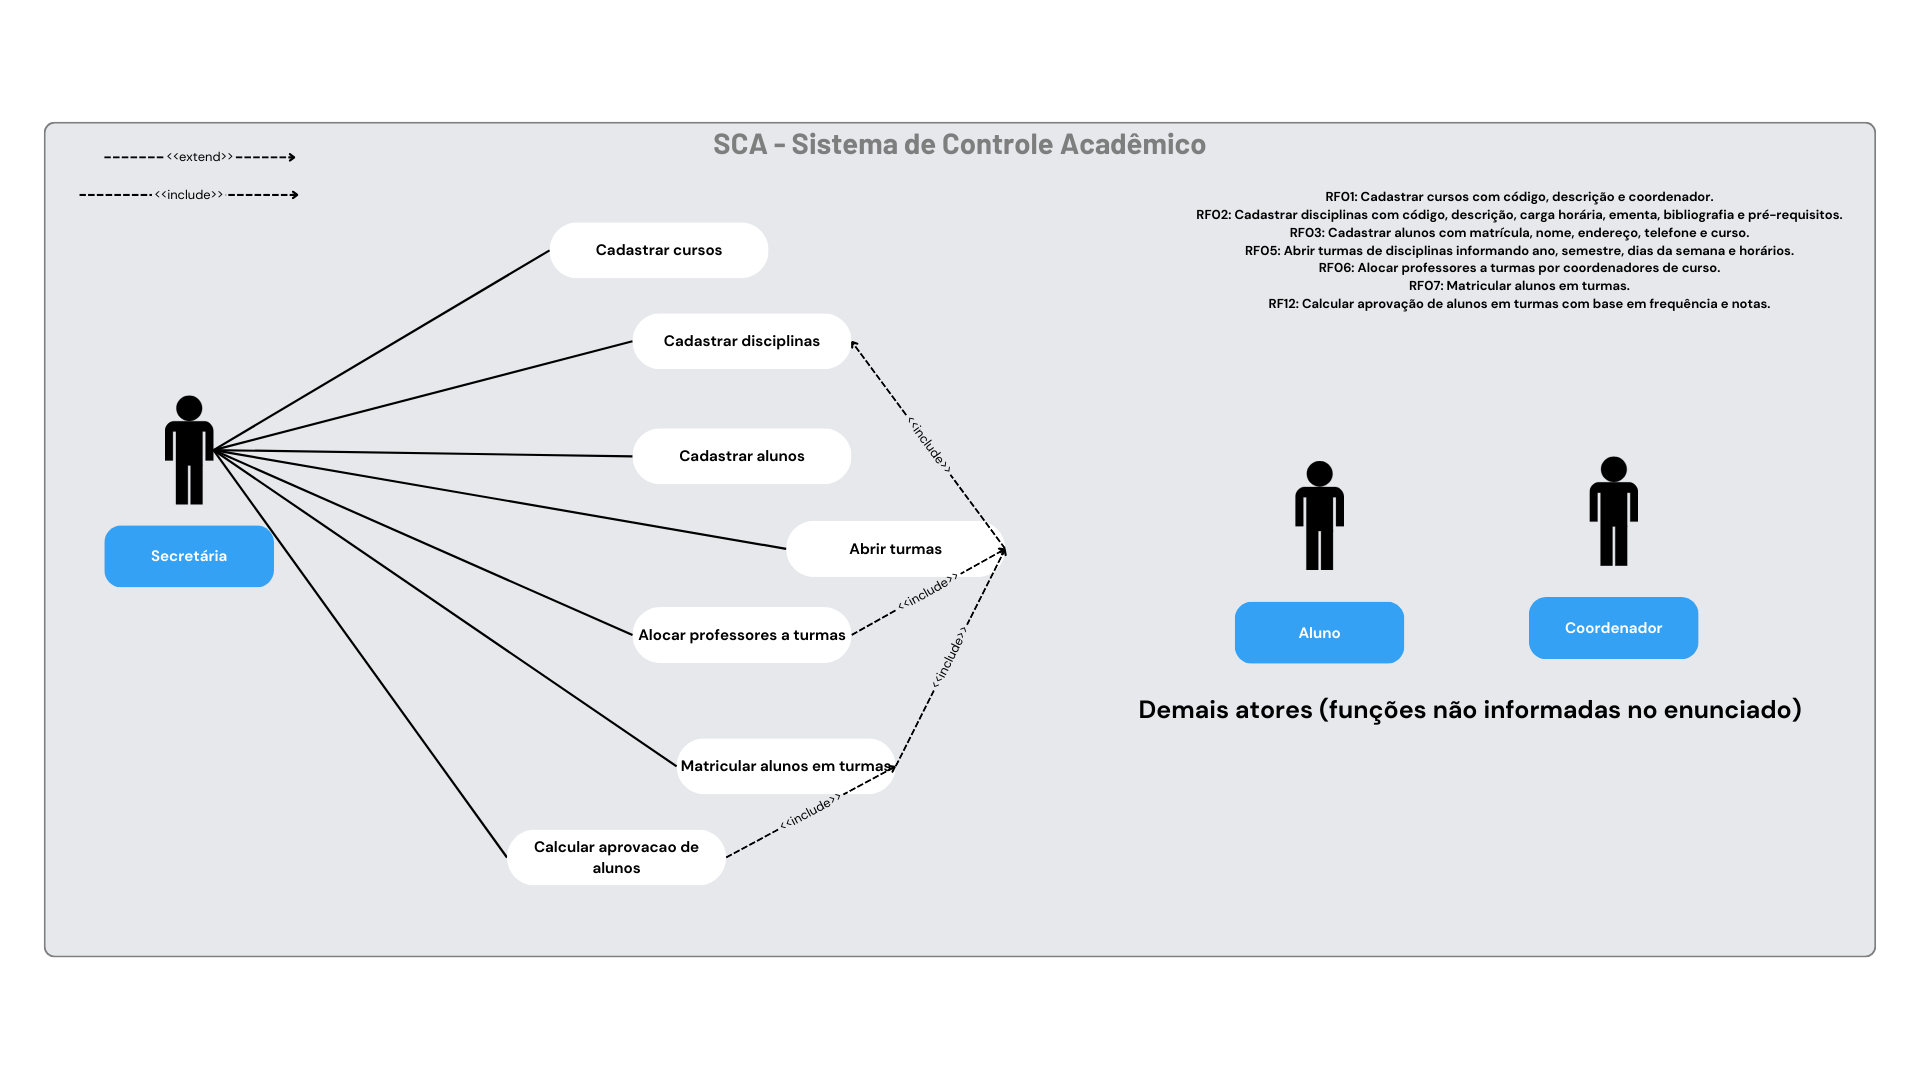 SCA - Sistema de Controle Acadêmico
<<extend>>
<<include>>
RF01: Cadastrar cursos com código, descrição e coordenador.
RF02: Cadastrar disciplinas com código, descrição, carga horária, ementa, bibliografia e pré-requisitos.
RF03: Cadastrar alunos com matrícula, nome, endereço, telefone e curso.
RF05: Abrir turmas de disciplinas informando ano, semestre, dias da semana e horários.
RF06: Alocar professores a turmas por coordenadores de curso.
RF07: Matricular alunos em turmas.
RF12: Calcular aprovação de alunos em turmas com base em frequência e notas.
Cadastrar cursos
Cadastrar disciplinas
<<include>>
Cadastrar alunos
Secretária
Abrir turmas
<<include>>
Alocar professores a turmas
<<include>>
Matricular alunos em turmas
<<include>>
Calcular aprovacao de
alunos
Aluno
Coordenador
Demais atores (funções não informadas no enunciado)